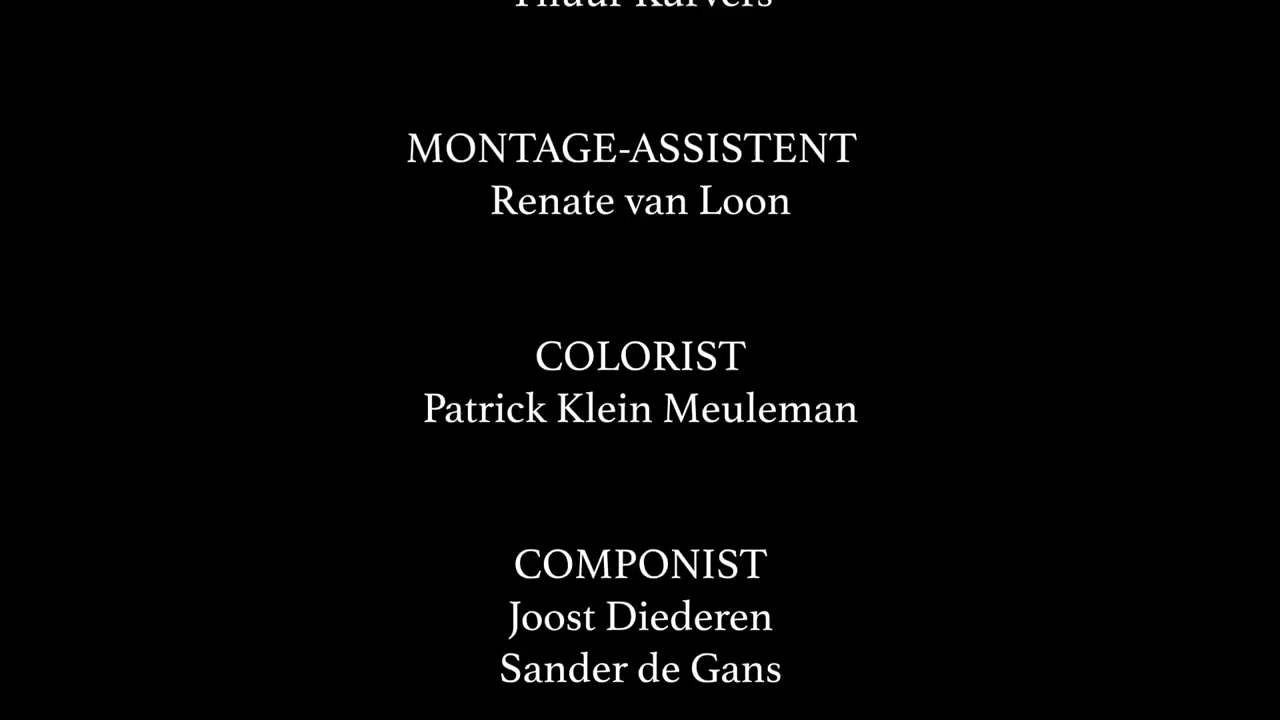 MONTAGE-ASSISTENT
Renate van Loon
COLORIST
Patrick Klein Meuleman
COMPONIST
Joost Diederen
Sander de Gans